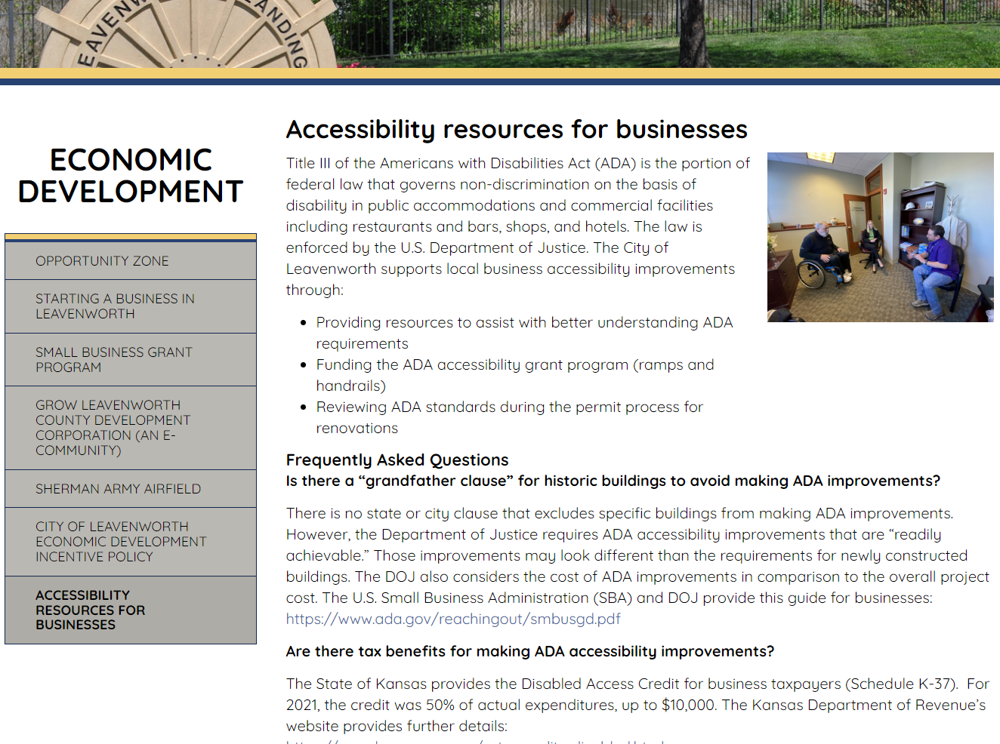 LEAVENWORTH LANDING
ECONOMIC
DEVELOPMENT
OPPORTUNITY ZONE
STARTING A BUSINESS IN
LEAVENWORTH
SMALL BUSINESS GRANT
PROGRAM
GROW LEAVENWORTH
COUNTY DEVELOPMENT
CORPORATION (AN E-
COMMUNITY)
SHERMAN ARMY AIRFIELD
CITY OF LEAVENWORTH
ECONOMIC DEVELOPMENT
INCENTIVE POLICY
ACCESSIBILITY
RESOURCES FOR
BUSINESSES
Accessibility resources for businesses
Title III of the Americans with Disabilities Act (ADA) is the portion of
federal law that governs non-discrimination on the basis of
disability in public accommodations and commercial facilities
including restaurants and bars, shops, and hotels. The law is
enforced by the U.S. Department of Justice. The City of
Leavenworth supports local business accessibility improvements
through:
• Providing resources to assist with better understanding ADA
requirements
• Funding the ADA accessibility grant program (ramps and
handrails)
• Reviewing ADA standards during the permit process for
renovations
Frequently Asked Questions
Is there a “grandfather clause” for historic buildings to avoid making ADA improvements?
There is no state or city clause that excludes specific buildings from making ADA improvements.
However, the Department of Justice requires ADA accessibility improvements that are “readily
achievable.” Those improvements may look different than the requirements for newly constructed
buildings. The DOJ also considers the cost of ADA improvements in comparison to the overall project
cost. The U.S. Small Business Administration (SBA) and DOJ provide this guide for businesses:
https://www.ada.gov/reachingout/smbusgd.pdf
Are there tax benefits for making ADA accessibility improvements?
The State of Kansas provides the Disabled Access Credit for business taxpayers (Schedule K-37).  For
2021, the credit was 50% of actual expenditures, up to $10,000. The Kansas Department of Revenue’s
website provides further details: